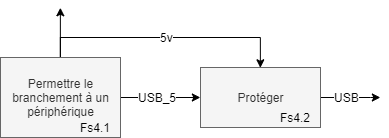 5v
Permettre le
branchement à un
périphérique
Fs4.1
USB_5
Protéger
Fs4.2
USB